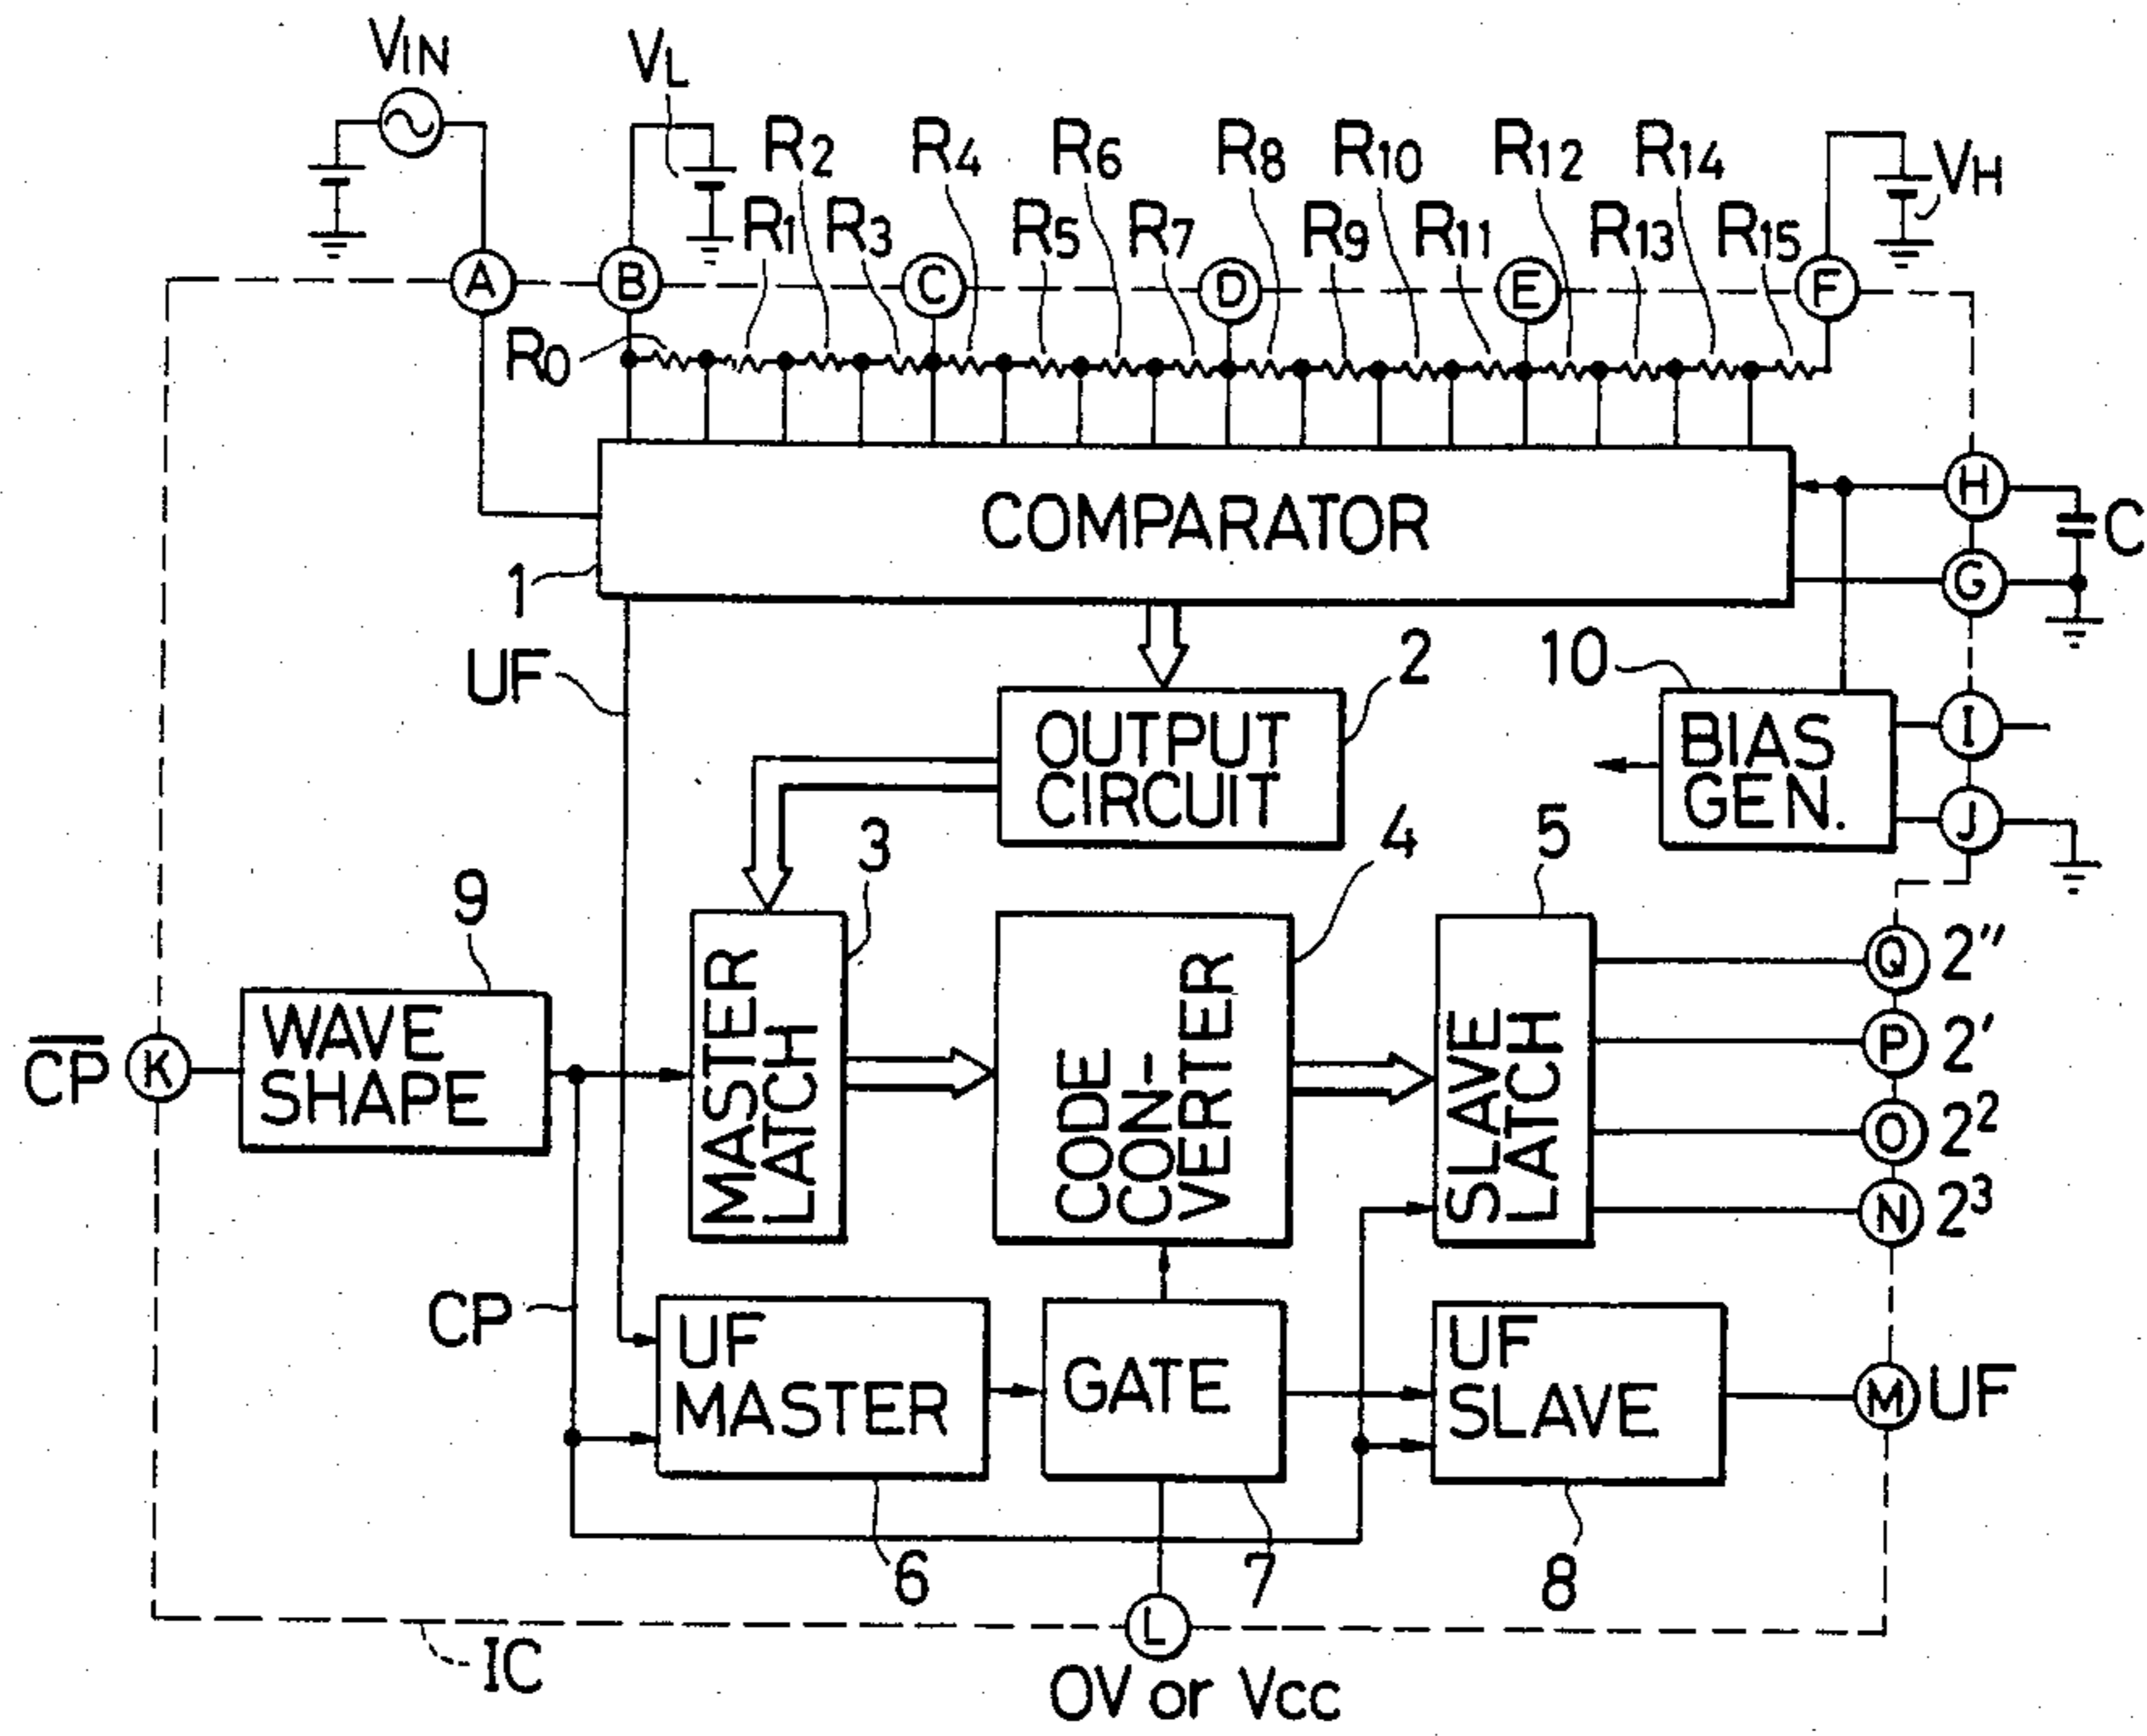 VIN
VL
R2
R4
R6
R8
R10
R12
R14
VH
R1
R3
R5
R7
R9
R11
R13
R15
A
B
C
D
E
F
R0
COMPARATOR
H
C
G
1
UF
2
10
OUTPUT
CIRCUIT
BIAS
GEN.
I
J
3
4
5
9
MASTER
LATCH
CODE
CON-
VERTER
SLAVE
LATCH
Q 2″
P 2′
O 2²
N 2³
C̅P̅
K
WAVE
SHAPE
CP
UF
MASTER
GATE
UF
SLAVE
M UF
6
7
8
L
IC
OV or Vcc